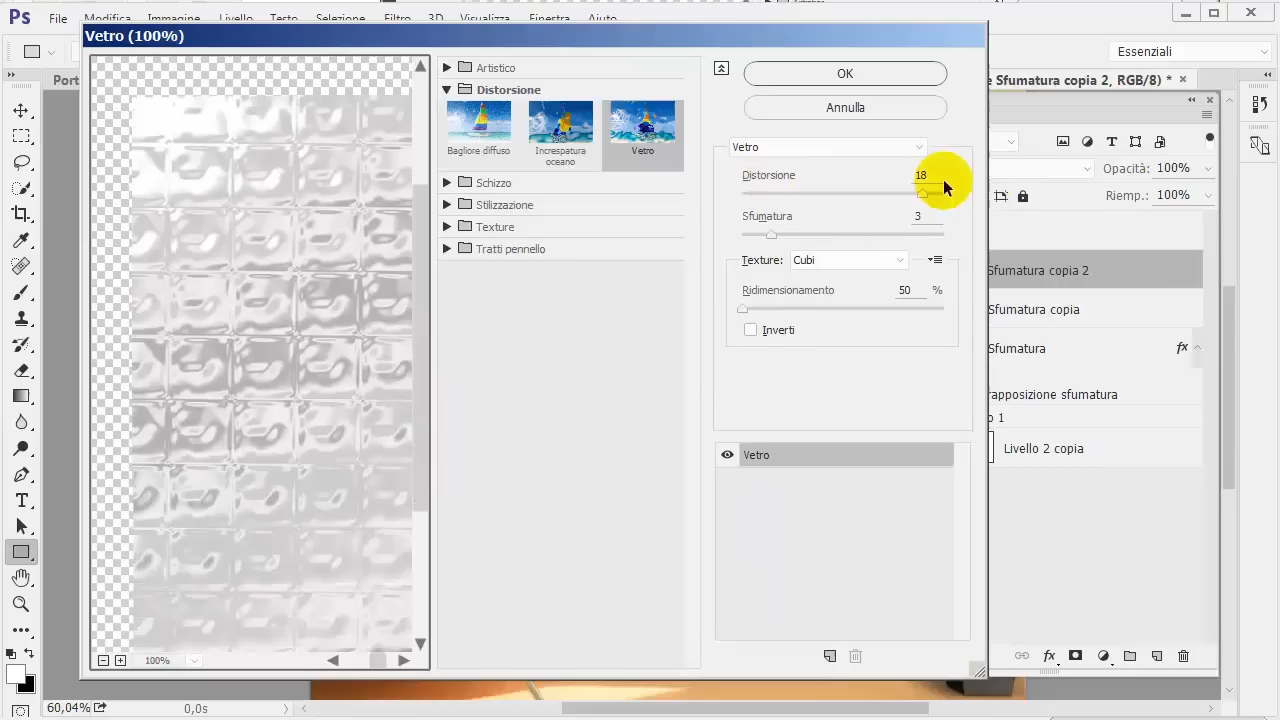 Ps
File Modifica Immagine Livello Testo Selezione Filtro 3D Visualizza Finestra Aiuto
Vetro (100%)
Essenziali
Port
e Sfumatura copia 2, RGB/8) *
Artistico
OK
Distorsione
Annulla
Bagliore diffuso
Increspatura oceano
Vetro
Vetro
Opacità: 100%
Distorsione 18
Schizzo
Riemp.: 100%
Stilizzazione
Sfumatura 3
Texture
Tratti pennello
Texture: Cubi
Sfumatura copia 2
Ridimensionamento 50 %
Sfumatura copia
Inverti
Sfumatura fx
rapposizione sfumatura
o 1
Livello 2 copia
Vetro
100%
fx
60,04% 0,0s